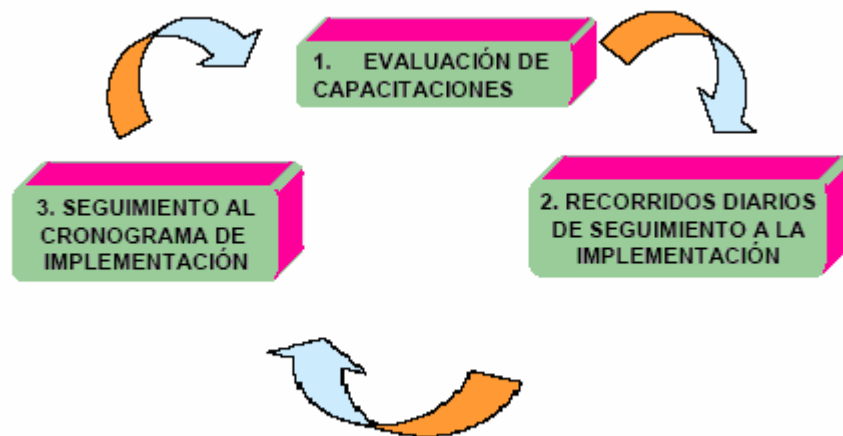 1. EVALUACIÓN DE
CAPACITACIONES
2. RECORRIDOS DIARIOS
DE SEGUIMIENTO A LA
IMPLEMENTACIÓN
3. SEGUIMIENTO AL
CRONOGRAMA DE
IMPLEMENTACIÓN